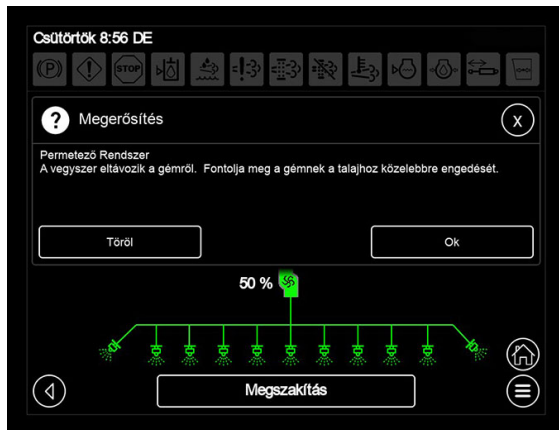 Csütörtök 8:56 DE
(P)
STOP
Megerősítés
X
Permetező Rendszer
A vegyszer eltávozik a gémről. Fontolja meg a gémnek a talajhoz közelebbre engedését.
Töröl
Ok
50 %
Megszakítás